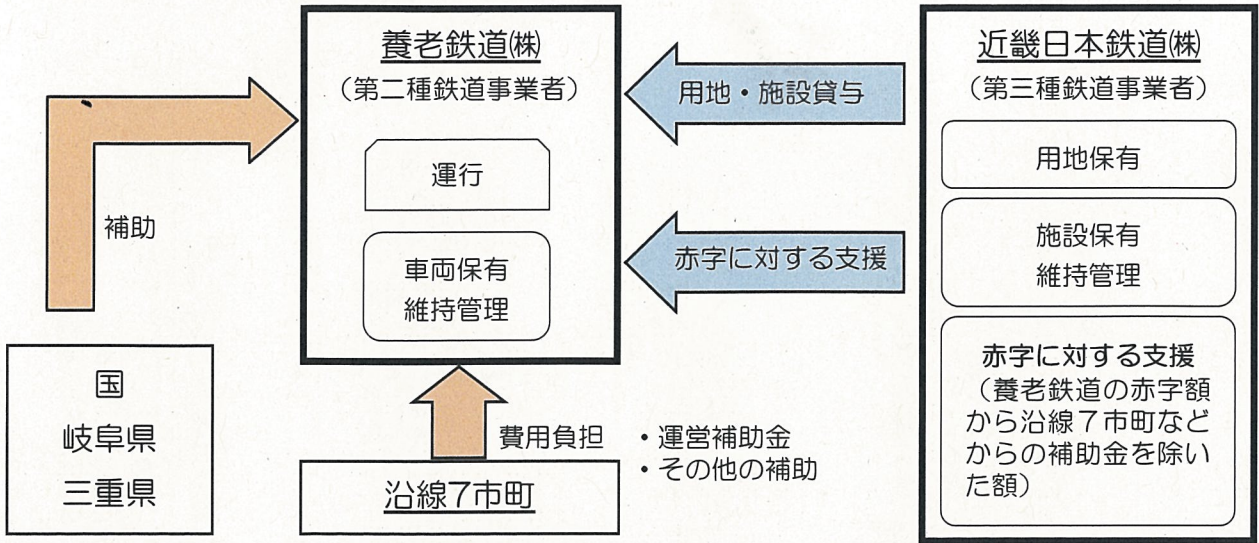 養老鉄道㈱
（第二種鉄道事業者）
運行
車両保有
維持管理
補助
国
岐阜県
三重県
費用負担
・運営補助金
・その他の補助
沿線７市町
用地・施設貸与
赤字に対する支援
近畿日本鉄道㈱
（第三種鉄道事業者）
用地保有
施設保有
維持管理
赤字に対する支援
（養老鉄道の赤字額
から沿線７市町など
からの補助金を除い
た額）